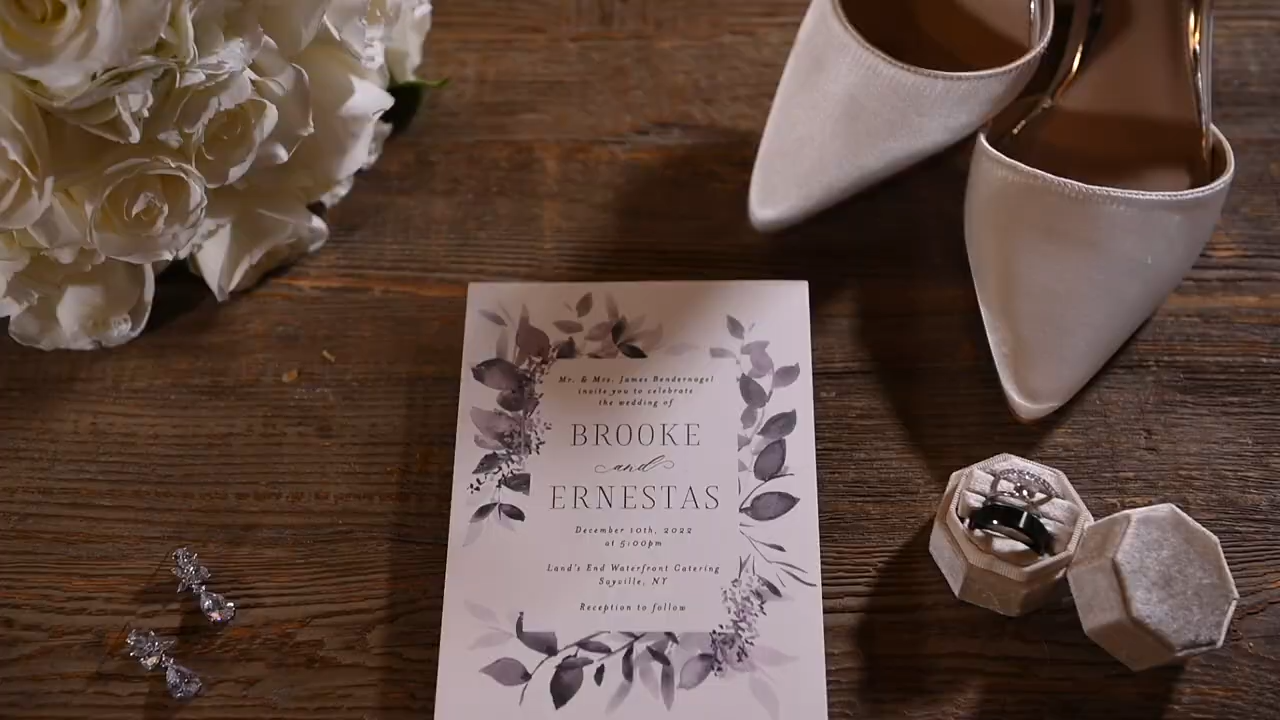 Mr. & Mrs. James Bendernagel
invite you to celebrate
the wedding of
BROOKE
and
ERNESTAS
December 10th, 2022
at 5:00pm
Land's End Waterfront Catering
Sayville, NY
Reception to follow